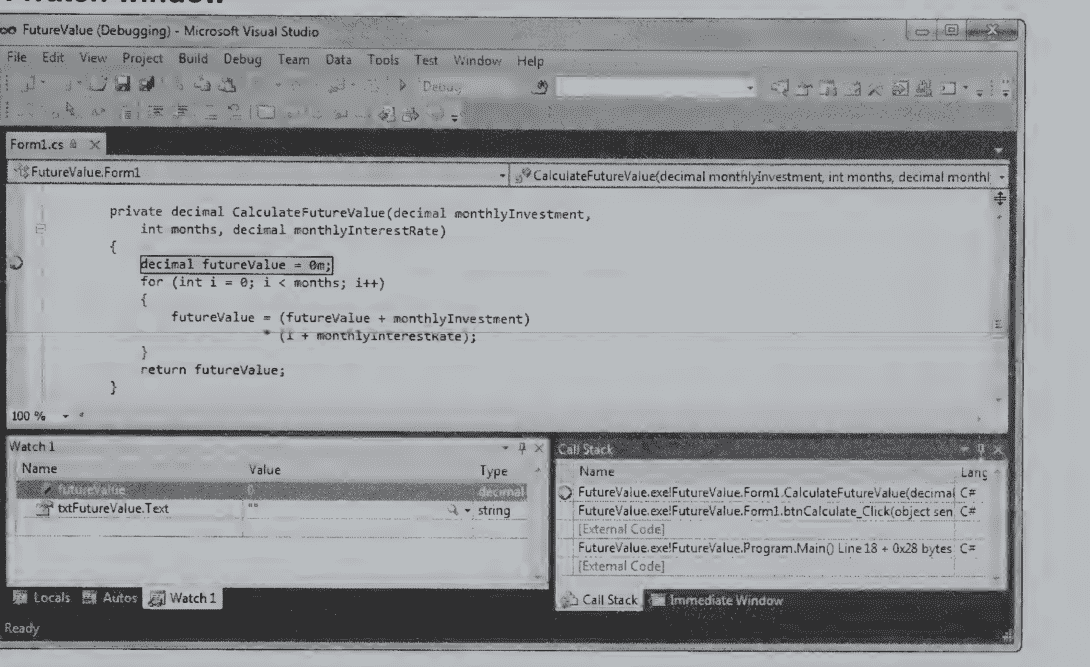 FutureValue (Debugging) - Microsoft Visual Studio
File Edit View Project Build Debug Team Data Tools Test Window Help
Debug
Form1.cs
FutureValue.Form1
CalculateFutureValue(decimal monthlyInvestment, int months, decimal monthl
private decimal CalculateFutureValue(decimal monthlyInvestment,
int months, decimal monthlyInterestRate)
{
decimal futureValue = 0m;
for (int i = 0; i < months; i++)
{
futureValue = (futureValue + monthlyInvestment)
* (1 + monthlyInterestRate);
}
return futureValue;
}
100 %
Watch 1
Name Value Type
futureValue 0 decimal
txtFutureValue.Text "" string
Locals Autos Watch 1
Call Stack
Name Lang
FutureValue.exe!FutureValue.Form1.CalculateFutureValue(decimal C#
FutureValue.exe!FutureValue.Form1.btnCalculate_Click(object sen C#
[External Code]
FutureValue.exe!FutureValue.Program.Main() Line 18 + 0x28 bytes C#
[External Code]
Call Stack Immediate Window
Ready